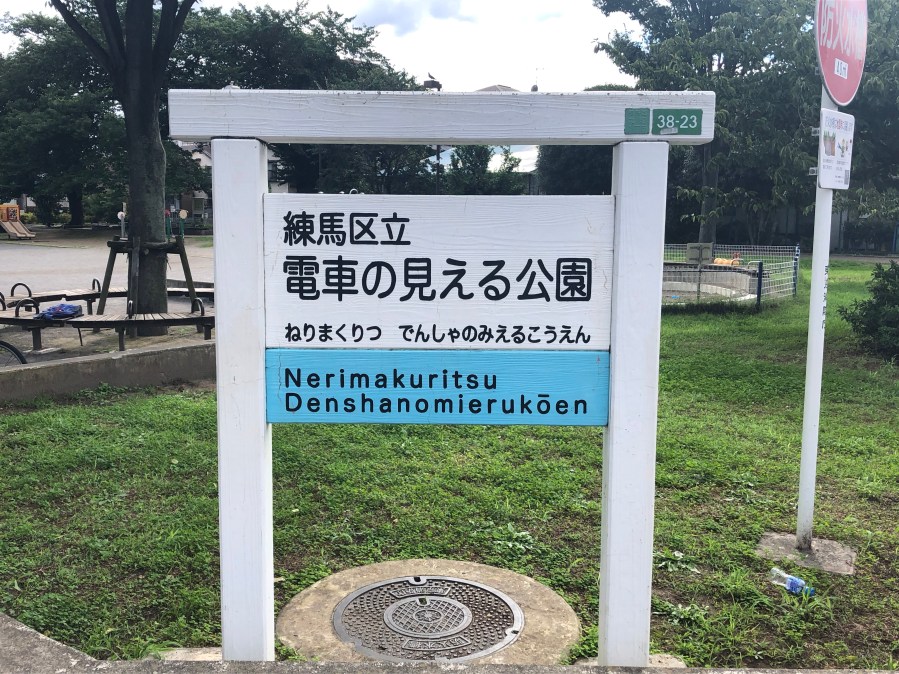 38-23
練馬区立
電車の見える公園
ねりまくりつ でんしゃのみえるこうえん
Nerimakuritsu
Denshanomierukōen